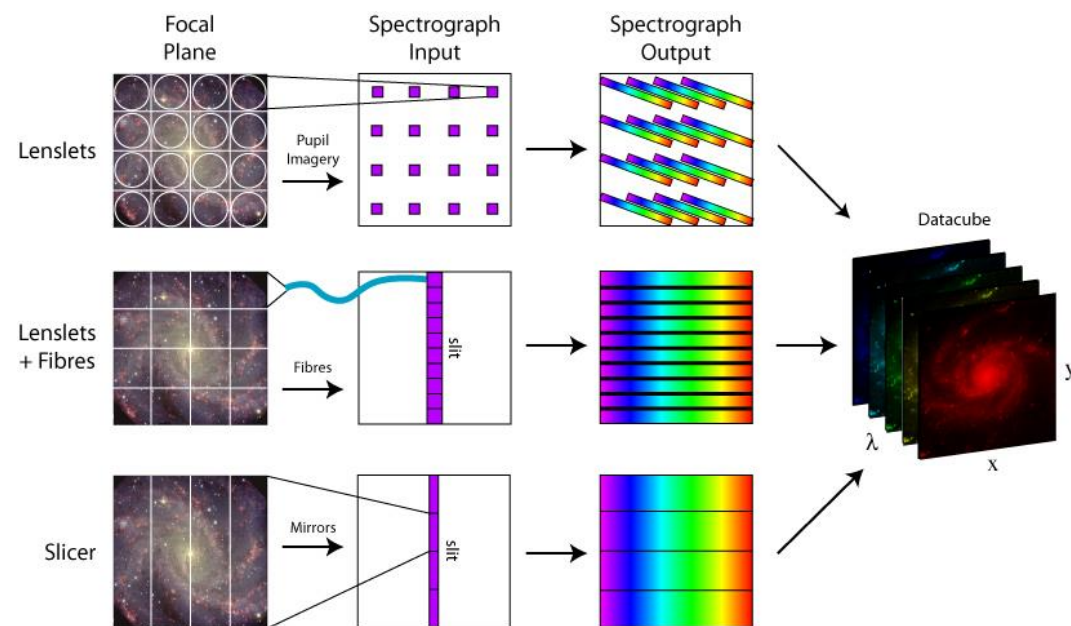 Focal
Plane
Spectrograph
Input
Spectrograph
Output
Lenslets
Pupil
Imagery
Datacube
Lenslets
+ Fibres
Fibres
slit
y
λ
x
Slicer
Mirrors
slit